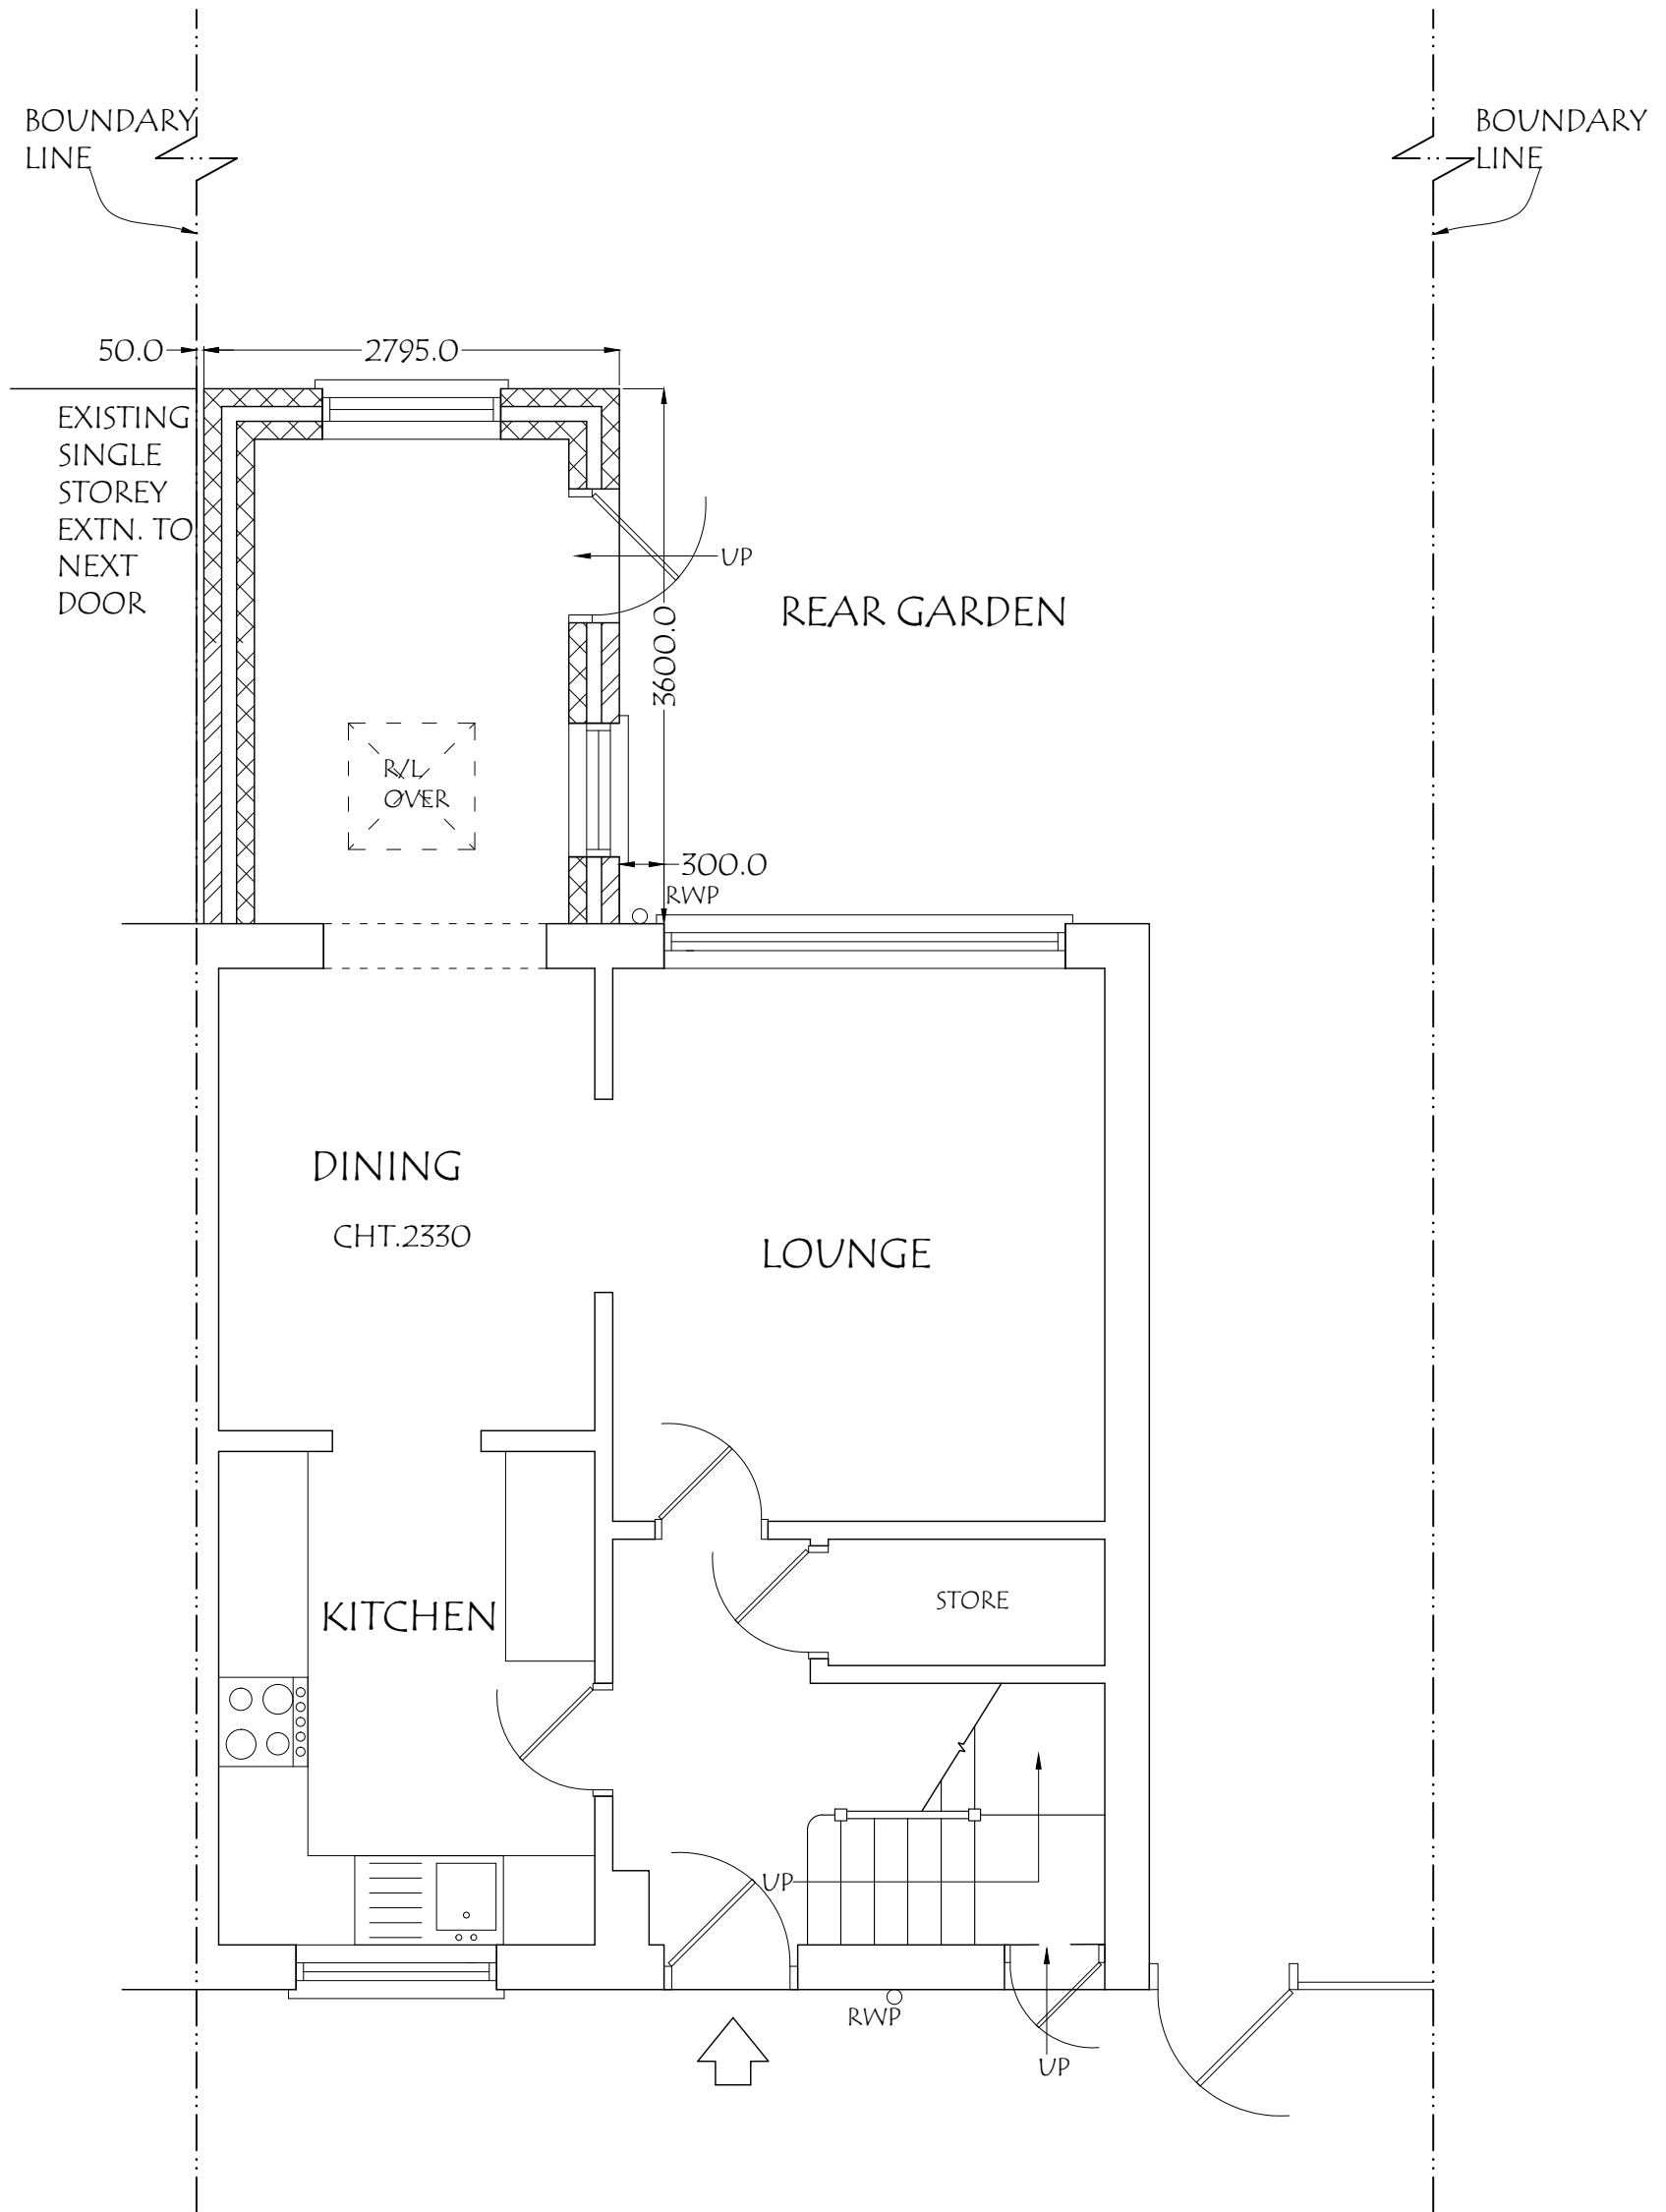 BOUNDARY
LINE
BOUNDARY
LINE
50.0
2795.0
EXISTING
SINGLE
STOREY
EXTN. TO
NEXT
DOOR
UP
REAR GARDEN
3600.0
R/L
OVER
300.0
RWP
DINING
CHT.2330
LOUNGE
STORE
KITCHEN
UP
RWP
UP